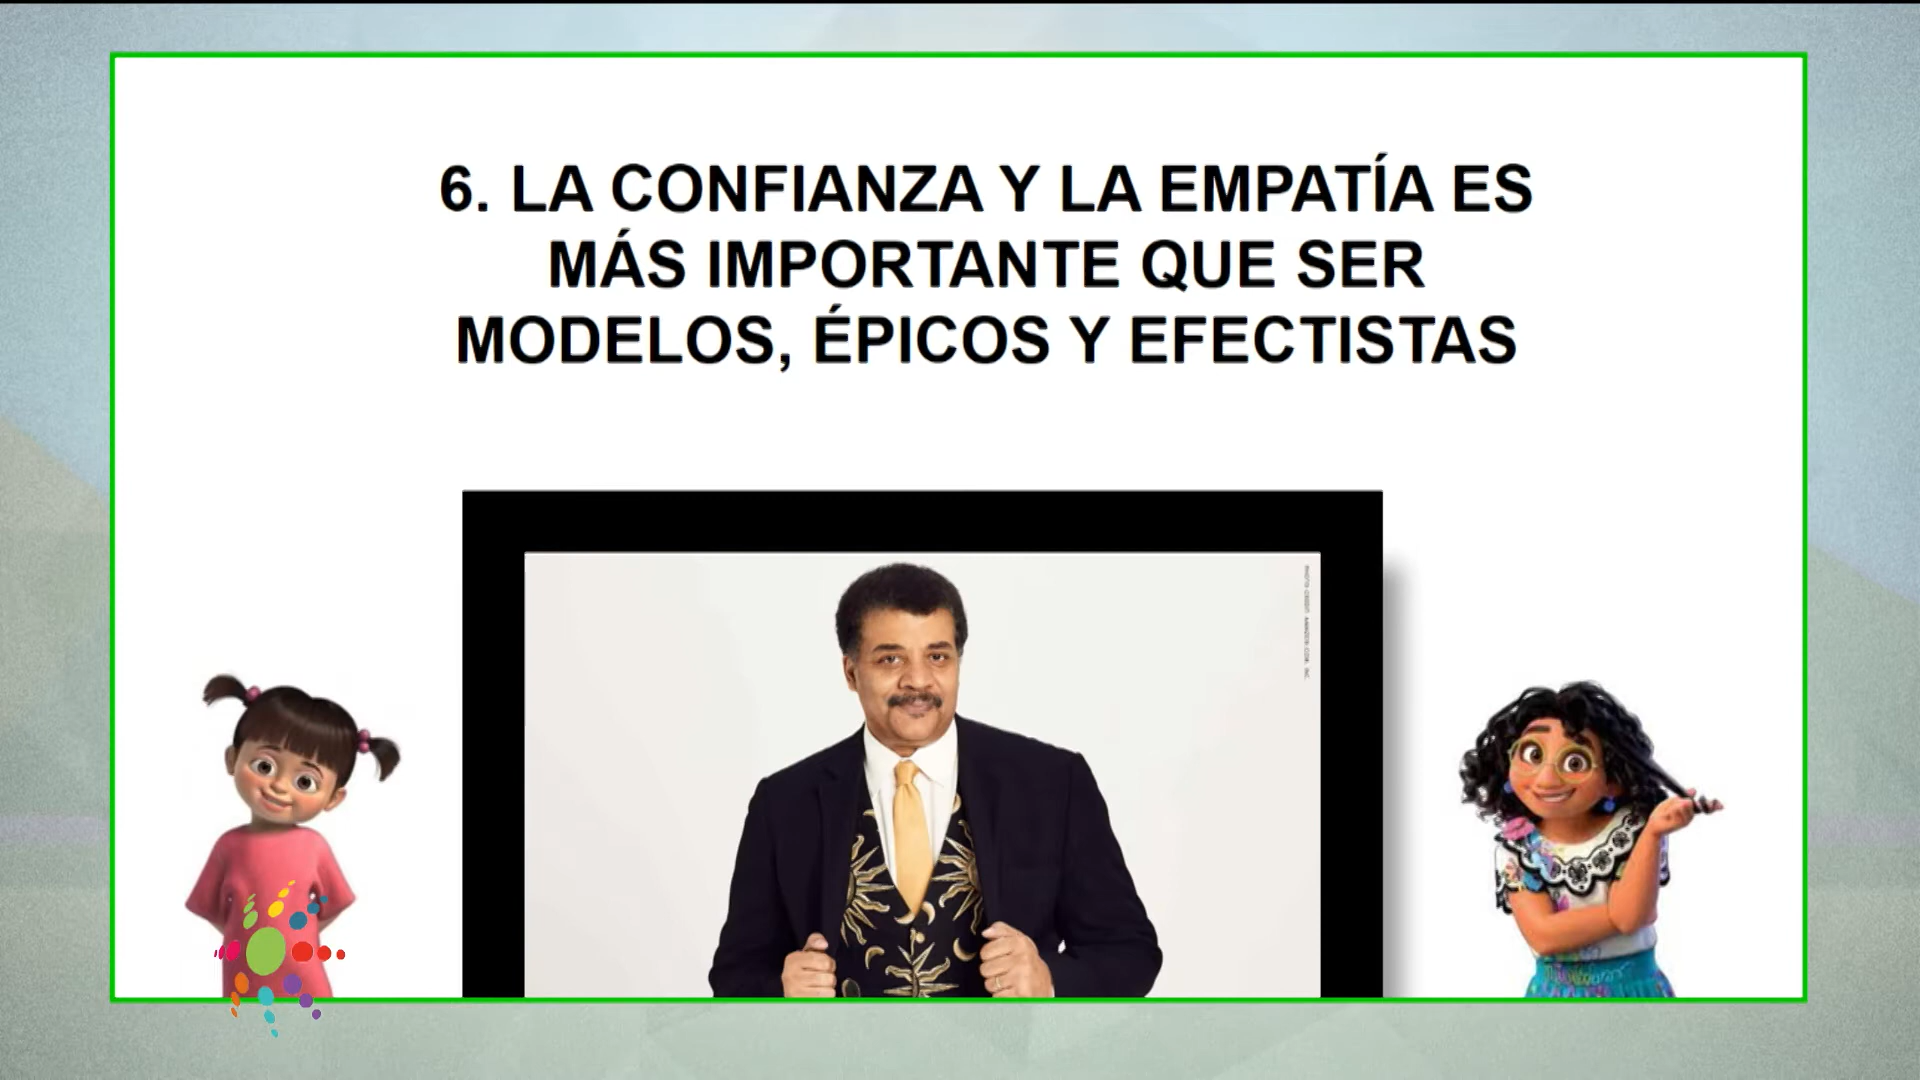 6. LA CONFIANZA Y LA EMPATÍA ES
MÁS IMPORTANTE QUE SER
MODELOS, ÉPICOS Y EFECTISTAS